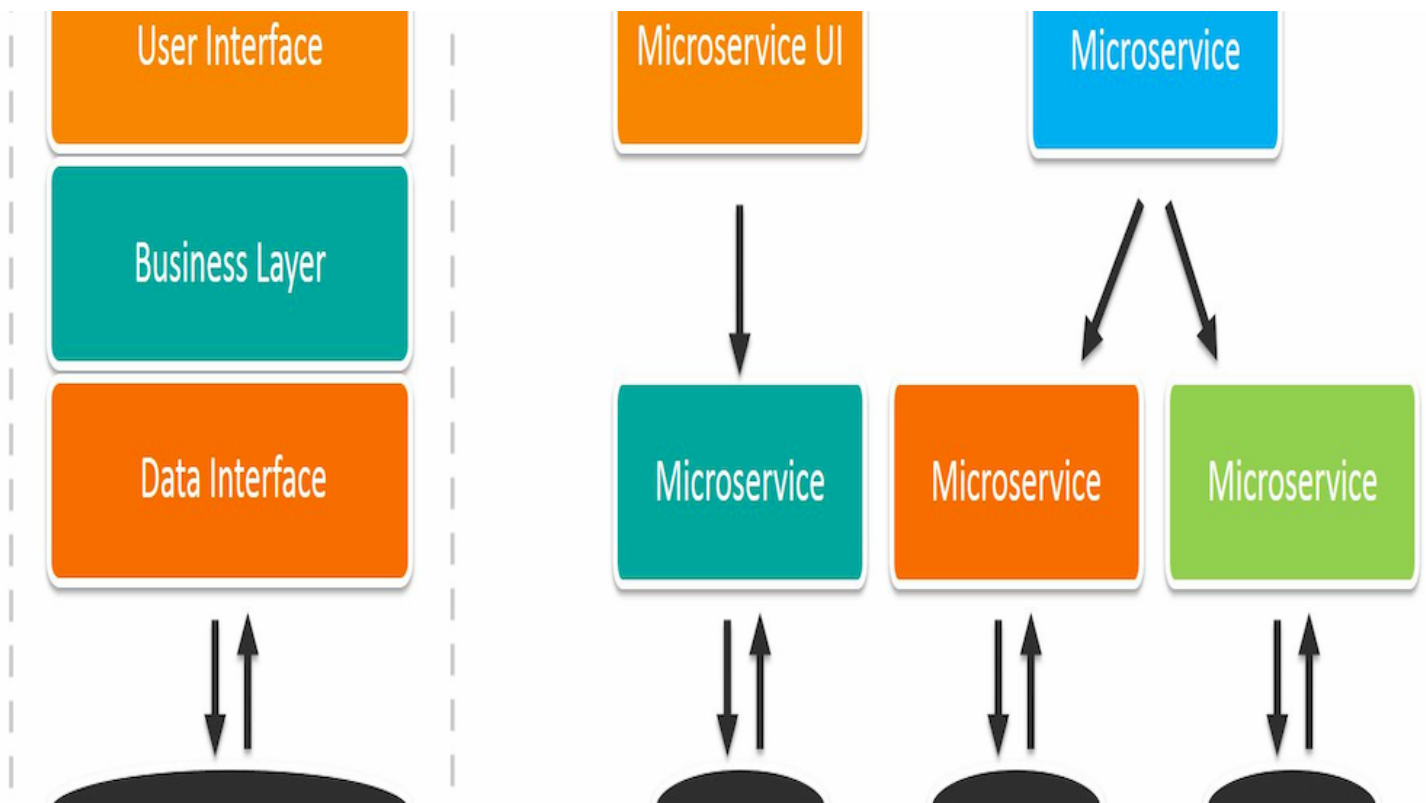 User Interface
Business Layer
Data Interface
Microservice UI
Microservice
Microservice
Microservice
Microservice